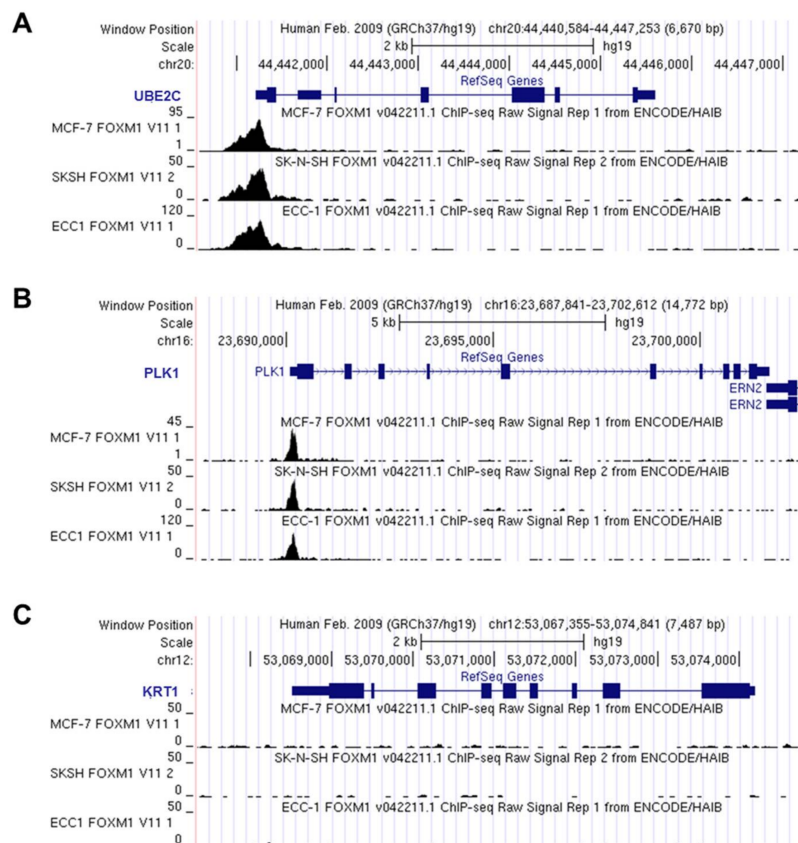 A
Window Position Human Feb. 2009 (GRCh37/hg19) chr20:44,440,584-44,447,253 (6,670 bp)
Scale 2 kb hg19
chr20: 44,442,000 44,443,000 44,444,000 44,445,000 44,446,000 44,447,000
RefSeq Genes
UBE2C
MCF-7 FOXM1 v042211.1 ChIP-seq Raw Signal Rep 1 from ENCODE/HAIB
95
MCF-7 FOXM1 V11 1
1
SK-N-SH FOXM1 v042211.1 ChIP-seq Raw Signal Rep 2 from ENCODE/HAIB
50
SKSH FOXM1 V11 2
0
ECC-1 FOXM1 v042211.1 ChIP-seq Raw Signal Rep 1 from ENCODE/HAIB
120
ECC1 FOXM1 V11 1
0
B
Window Position Human Feb. 2009 (GRCh37/hg19) chr16:23,687,841-23,702,612 (14,772 bp)
Scale 5 kb hg19
chr16: 23,690,000 23,695,000 23,700,000
RefSeq Genes
PLK1 PLK1
ERN2
ERN2
MCF-7 FOXM1 v042211.1 ChIP-seq Raw Signal Rep 1 from ENCODE/HAIB
45
MCF-7 FOXM1 V11 1
1
SK-N-SH FOXM1 v042211.1 ChIP-seq Raw Signal Rep 2 from ENCODE/HAIB
50
SKSH FOXM1 V11 2
0
ECC-1 FOXM1 v042211.1 ChIP-seq Raw Signal Rep 1 from ENCODE/HAIB
120
ECC1 FOXM1 V11 1
0
C
Window Position Human Feb. 2009 (GRCh37/hg19) chr12:53,067,355-53,074,841 (7,487 bp)
Scale 2 kb hg19
chr12: 53,069,000 53,070,000 53,071,000 53,072,000 53,073,000 53,074,000
RefSeq Genes
KRT1
MCF-7 FOXM1 v042211.1 ChIP-seq Raw Signal Rep 1 from ENCODE/HAIB
50
MCF-7 FOXM1 V11 1
0
SK-N-SH FOXM1 v042211.1 ChIP-seq Raw Signal Rep 2 from ENCODE/HAIB
50
SKSH FOXM1 V11 2
0
ECC-1 FOXM1 v042211.1 ChIP-seq Raw Signal Rep 1 from ENCODE/HAIB
50
ECC1 FOXM1 V11 1
0